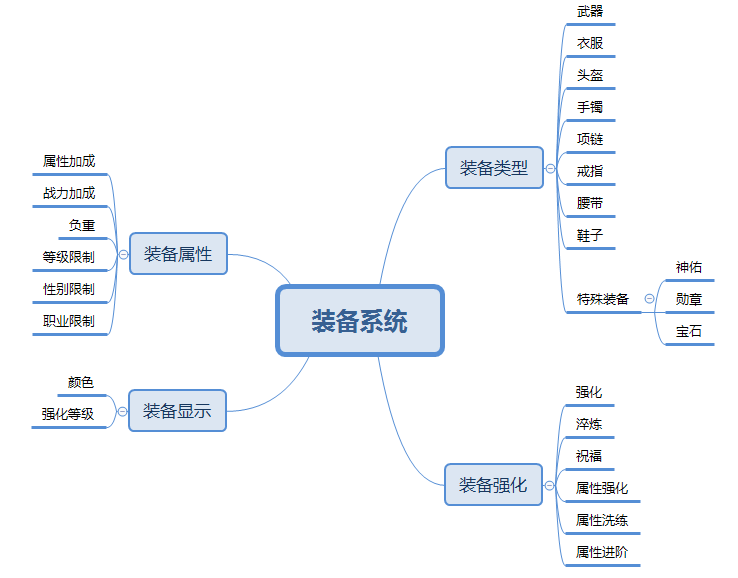 装备系统
装备类型
武器
衣服
头盔
手镯
项链
戒指
腰带
鞋子
特殊装备
神佑
勋章
宝石
装备强化
强化
淬炼
祝福
属性强化
属性洗练
属性进阶
装备属性
属性加成
战力加成
负重
等级限制
性别限制
职业限制
装备显示
颜色
强化等级